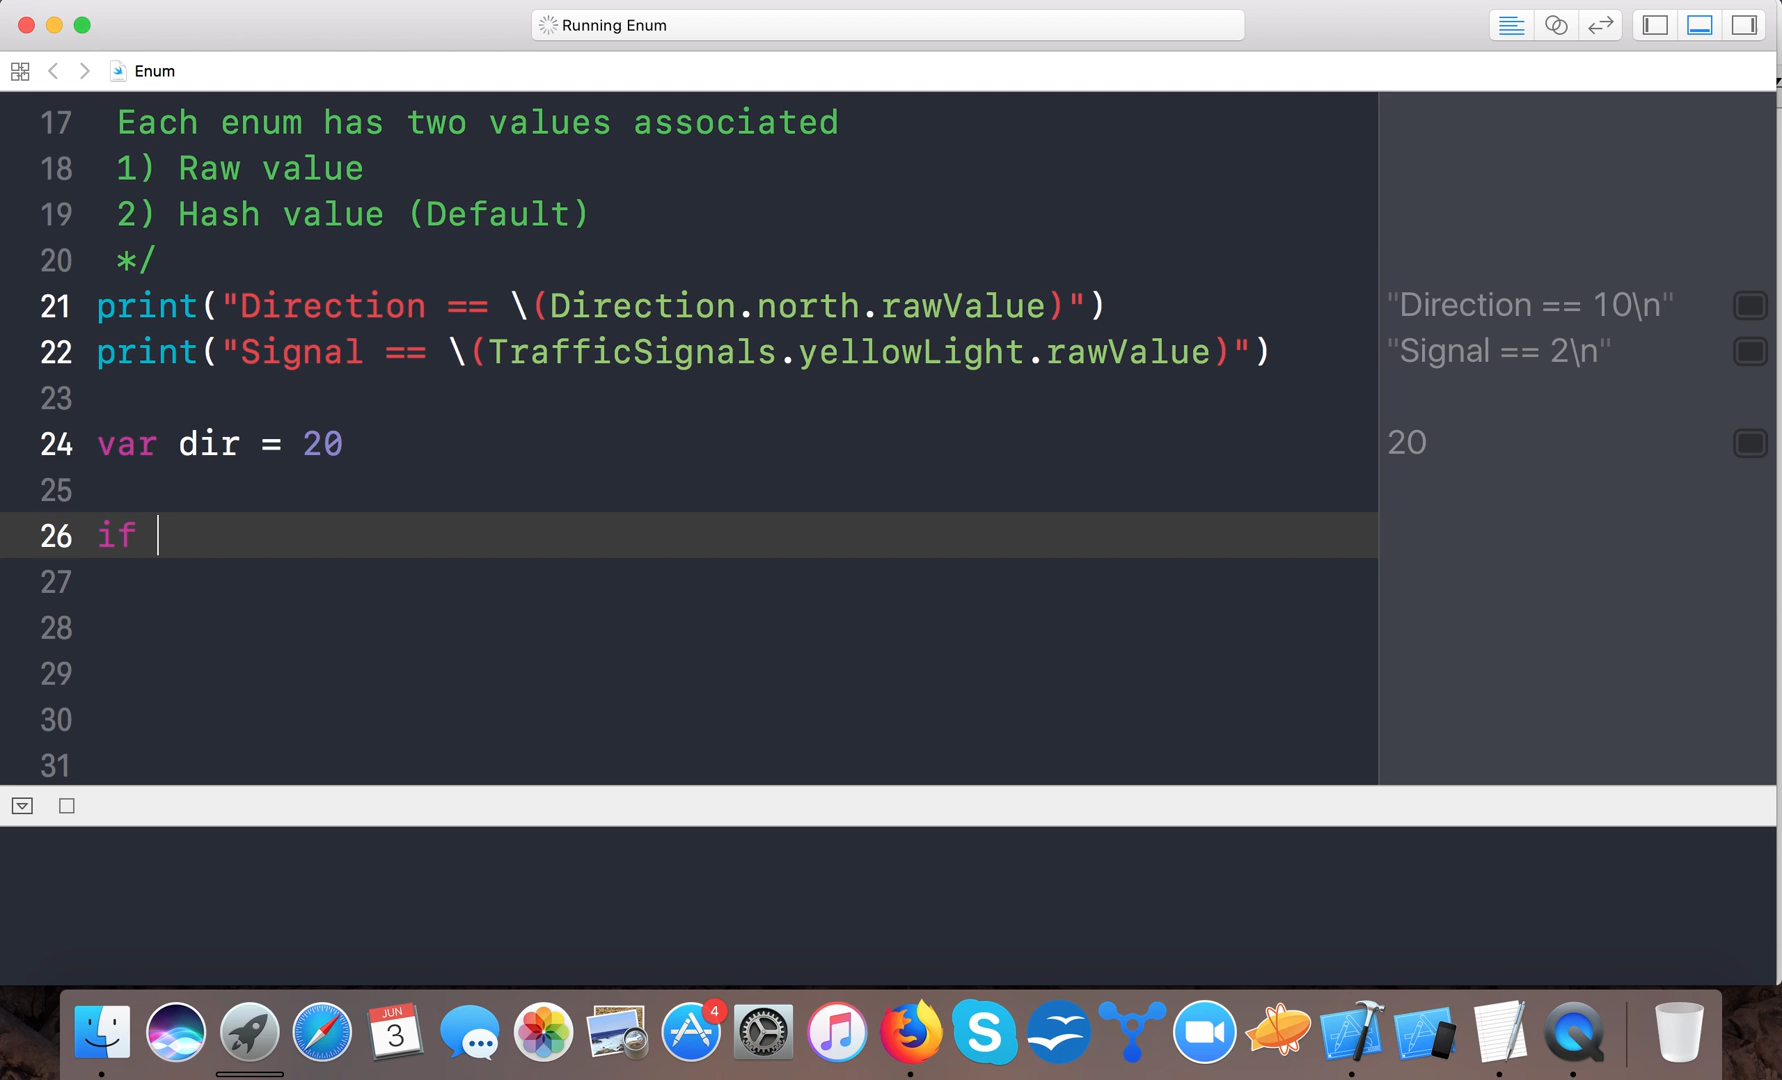 Running Enum
Enum
17 Each enum has two values associated
18 1) Raw value
19 2) Hash value (Default)
20 */
21 print("Direction == \(Direction.north.rawValue)") "Direction == 10\n"
22 print("Signal == \(TrafficSignals.yellowLight.rawValue)") "Signal == 2\n"
23
24 var dir = 20 20
25
26 if
27
28
29
30
31
JUN
3
4
S